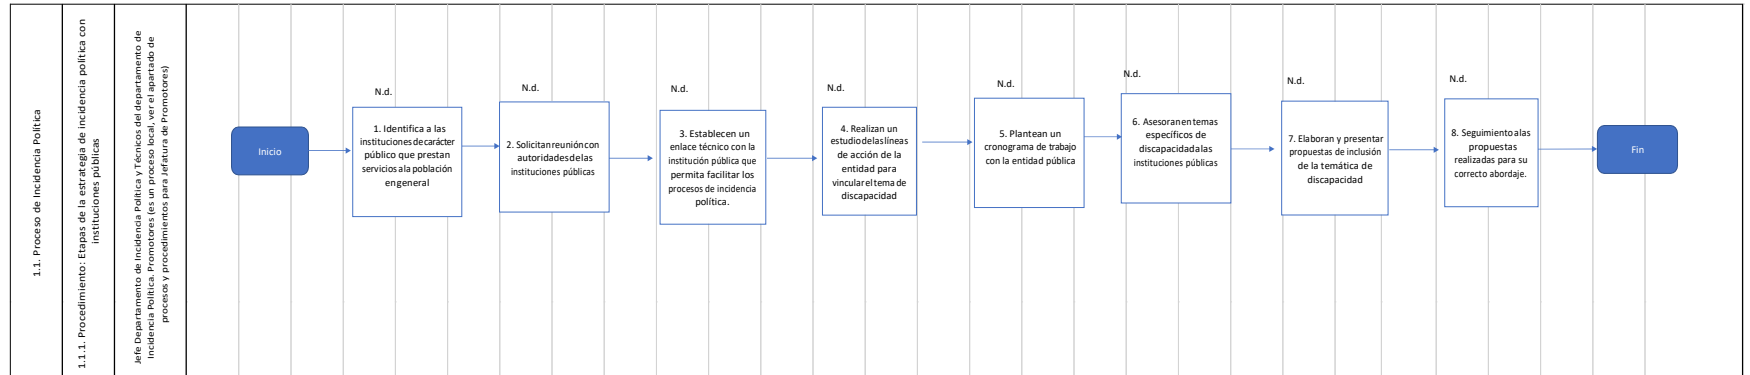 1.1. Proceso de Incidencia Política
1.1.1. Procedimiento: Etapas de la estrategia de incidencia política con
instituciones públicas
Jefe Departamento de Incidencia Política y Técnicos del departamento de
Incidencia Política. Promotores (es un proceso local, ver el apartado de
procesos y procedimientos para Jefatura de Promotores)
Inicio
N.d.
1. Identifica a las
instituciones de carácter
público que prestan
servicios a la población
en general
N.d.
2. Solicitan reunión con
autoridades de las
instituciones públicas
N.d.
3. Establecen un
enlace técnico con la
institución pública que
permita facilitar los
procesos de incidencia
política.
N.d.
4. Realizan un
estudio de las líneas
de acción de la
entidad para
vincular el tema de
discapacidad
N.d.
5. Plantean un
cronograma de trabajo
con la entidad pública
N.d.
6. Asesoran en temas
específicos de
discapacidad a las
instituciones públicas
N.d.
7. Elaboran y presentar
propuestas de inclusión
de la temática de
discapacidad
N.d.
8. Seguimiento a las
propuestas
realizadas para su
correcto abordaje.
Fin